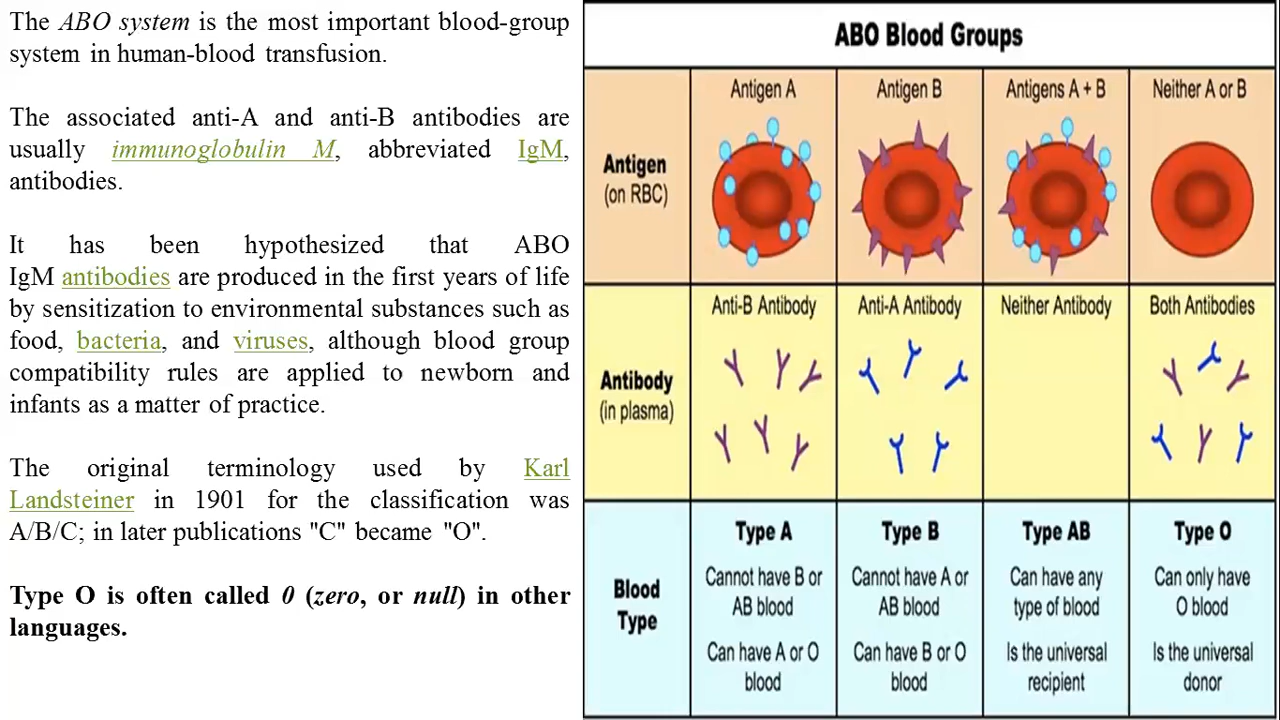 The ABO system is the most important blood-group
system in human-blood transfusion.
The associated anti-A and anti-B antibodies are
usually immunoglobulin M, abbreviated IgM,
antibodies.
It has been hypothesized that ABO
IgM antibodies are produced in the first years of life
by sensitization to environmental substances such as
food, bacteria, and viruses, although blood group
compatibility rules are applied to newborn and
infants as a matter of practice.
The original terminology used by Karl
Landsteiner in 1901 for the classification was
A/B/C; in later publications "C" became "O".
Type O is often called 0 (zero, or null) in other
languages.
ABO Blood Groups
Antigen
(on RBC)
Antigen A
Antigen B
Antigens A + B
Neither A or B
Antibody
(in plasma)
Anti-B Antibody
Anti-A Antibody
Neither Antibody
Both Antibodies
Blood
Type
Type A
Cannot have B or
AB blood
Can have A or O
blood
Type B
Cannot have A or
AB blood
Can have B or O
blood
Type AB
Can have any
type of blood
Is the universal
recipient
Type O
Can only have
O blood
Is the universal
donor